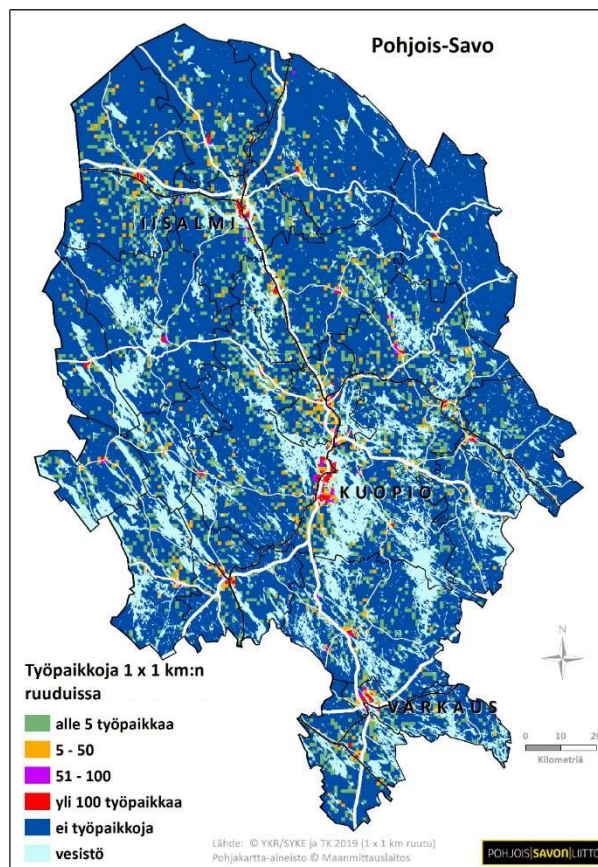 Pohjois-Savo
IISALMI
KUOPIO
VARKAUS
N
Työpaikkoja 1 x 1 km:n
ruuduissa
alle 5 työpaikkaa
5 - 50
51 - 100
yli 100 työpaikkaa
ei työpaikkoja
vesistö
0 10 20
Kilometriä
Lähde: © YKR/SYKE ja TK 2019 (1 x 1 km ruutu)
Pohjakartta-aineisto © Maanmittauslaitos
POHJOIS|SAVON|LIITTO